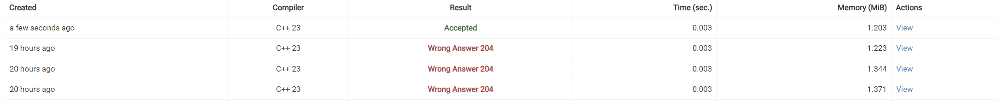 Created Compiler Result Time (sec.) Memory (MiB) Actions
a few seconds ago C++ 23 Accepted 0.003 1.203 View
19 hours ago C++ 23 Wrong Answer 204 0.003 1.223 View
20 hours ago C++ 23 Wrong Answer 204 0.003 1.344 View
20 hours ago C++ 23 Wrong Answer 204 0.003 1.371 View